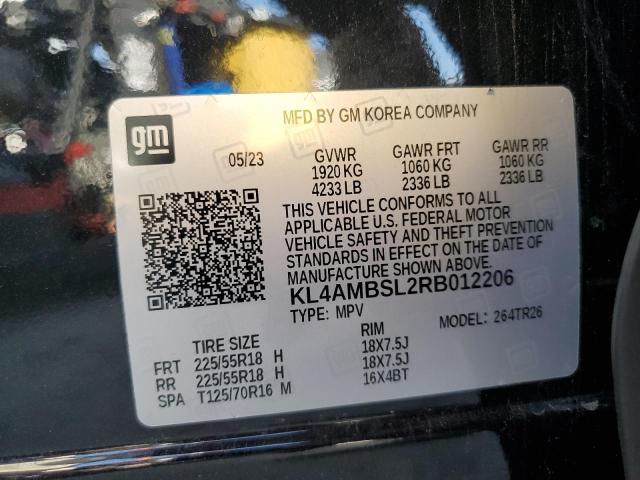 MFD BY GM KOREA COMPANY
gm
05/23 GVWR GAWR FRT GAWR RR
1920 KG 1060 KG 1060 KG
4233 LB 2336 LB 2336 LB
THIS VEHICLE CONFORMS TO ALL
APPLICABLE U.S. FEDERAL MOTOR
VEHICLE SAFETY AND THEFT PREVENTION
STANDARDS IN EFFECT ON THE DATE OF
MANUFACTURE SHOWN ABOVE.
KL4AMBSL2RB012206
TYPE: MPV MODEL: 264TR26
TIRE SIZE RIM
FRT 225/55R18 H 18X7.5J
RR 225/55R18 H 18X7.5J
SPA T125/70R16 M 16X4BT